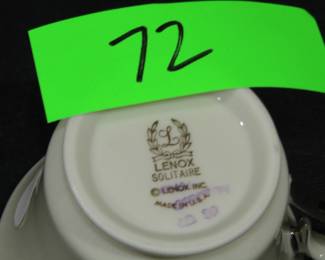 72
L
LENOX
SOLITAIRE
© LENOX INC.
MADE IN U.S.A.